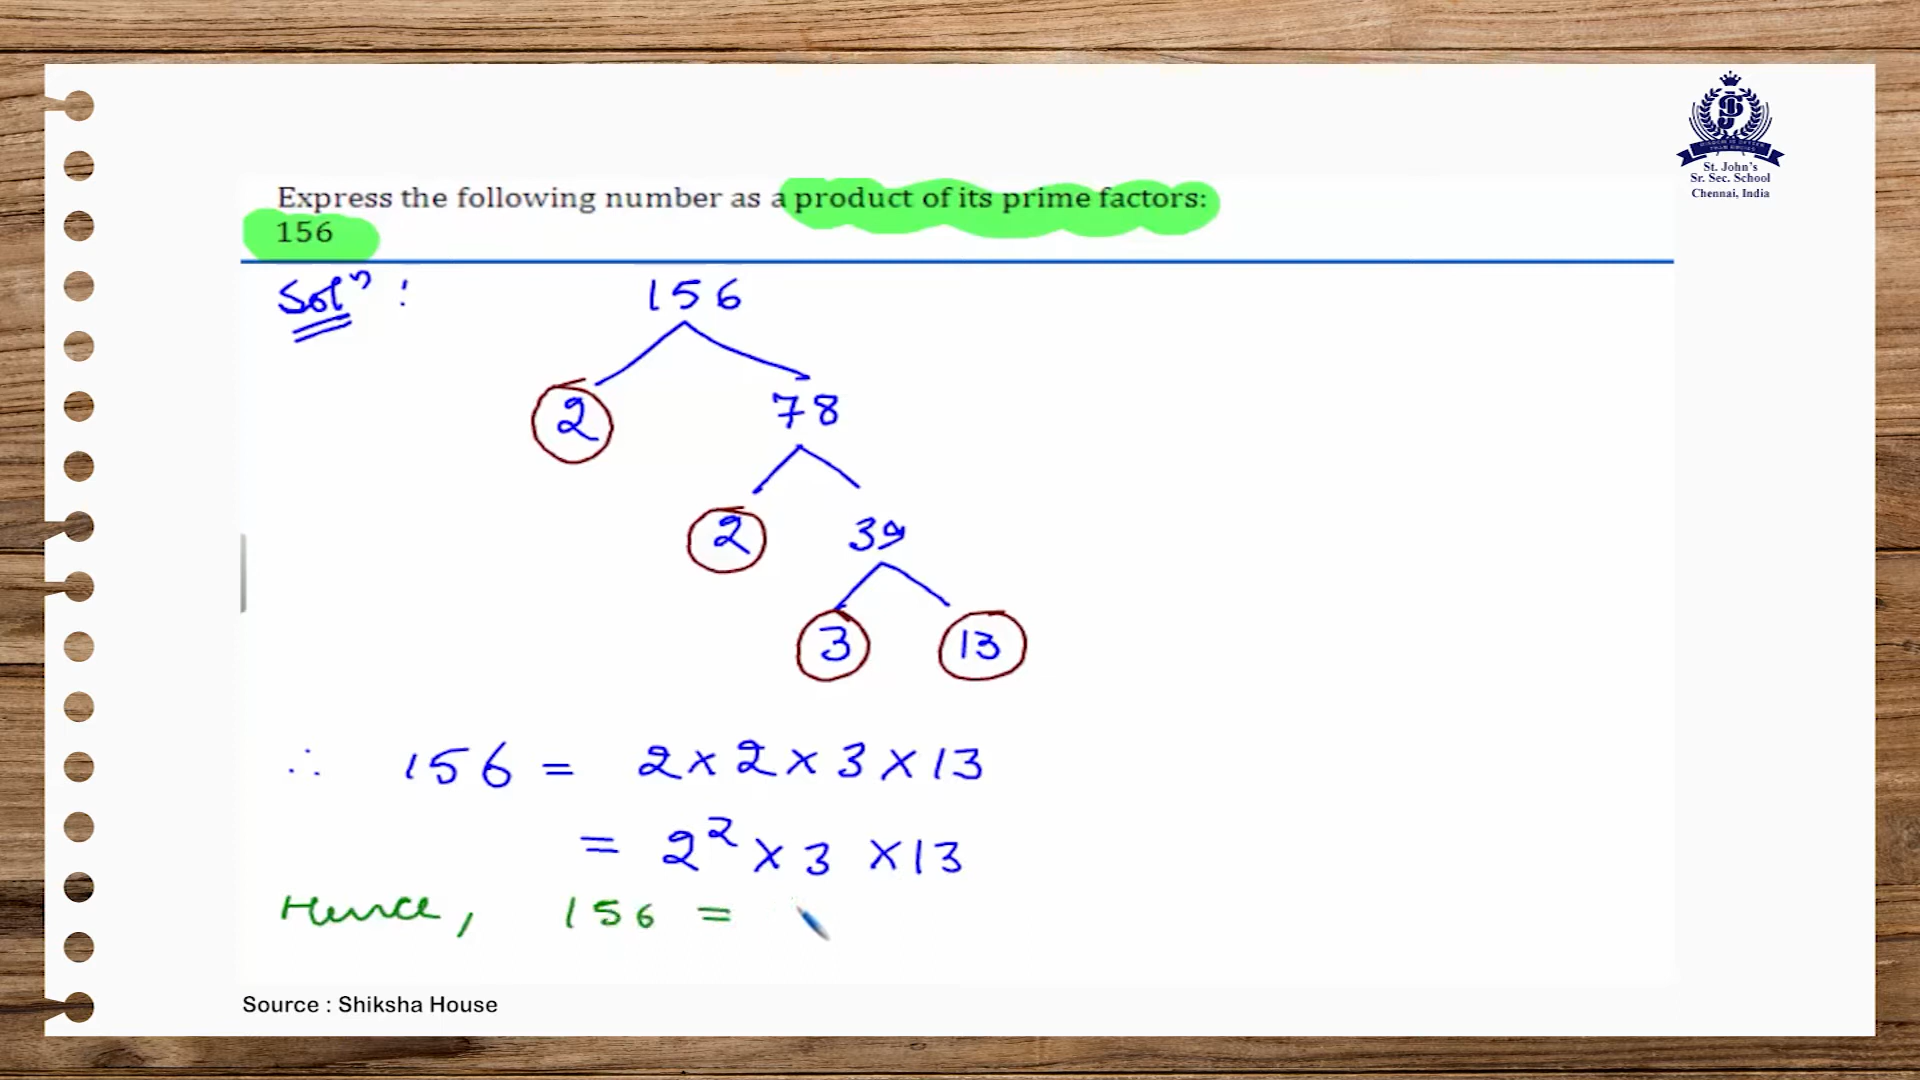 St. John's
Sr. Sec. School
Chennai, India
Express the following number as a product of its prime factors:
156
Solⁿ :
156
2 78
2 39
3 13
∴ 156 = 2 × 2 × 3 × 13
= 2² × 3 × 13
Hence, 156 =
Source : Shiksha House